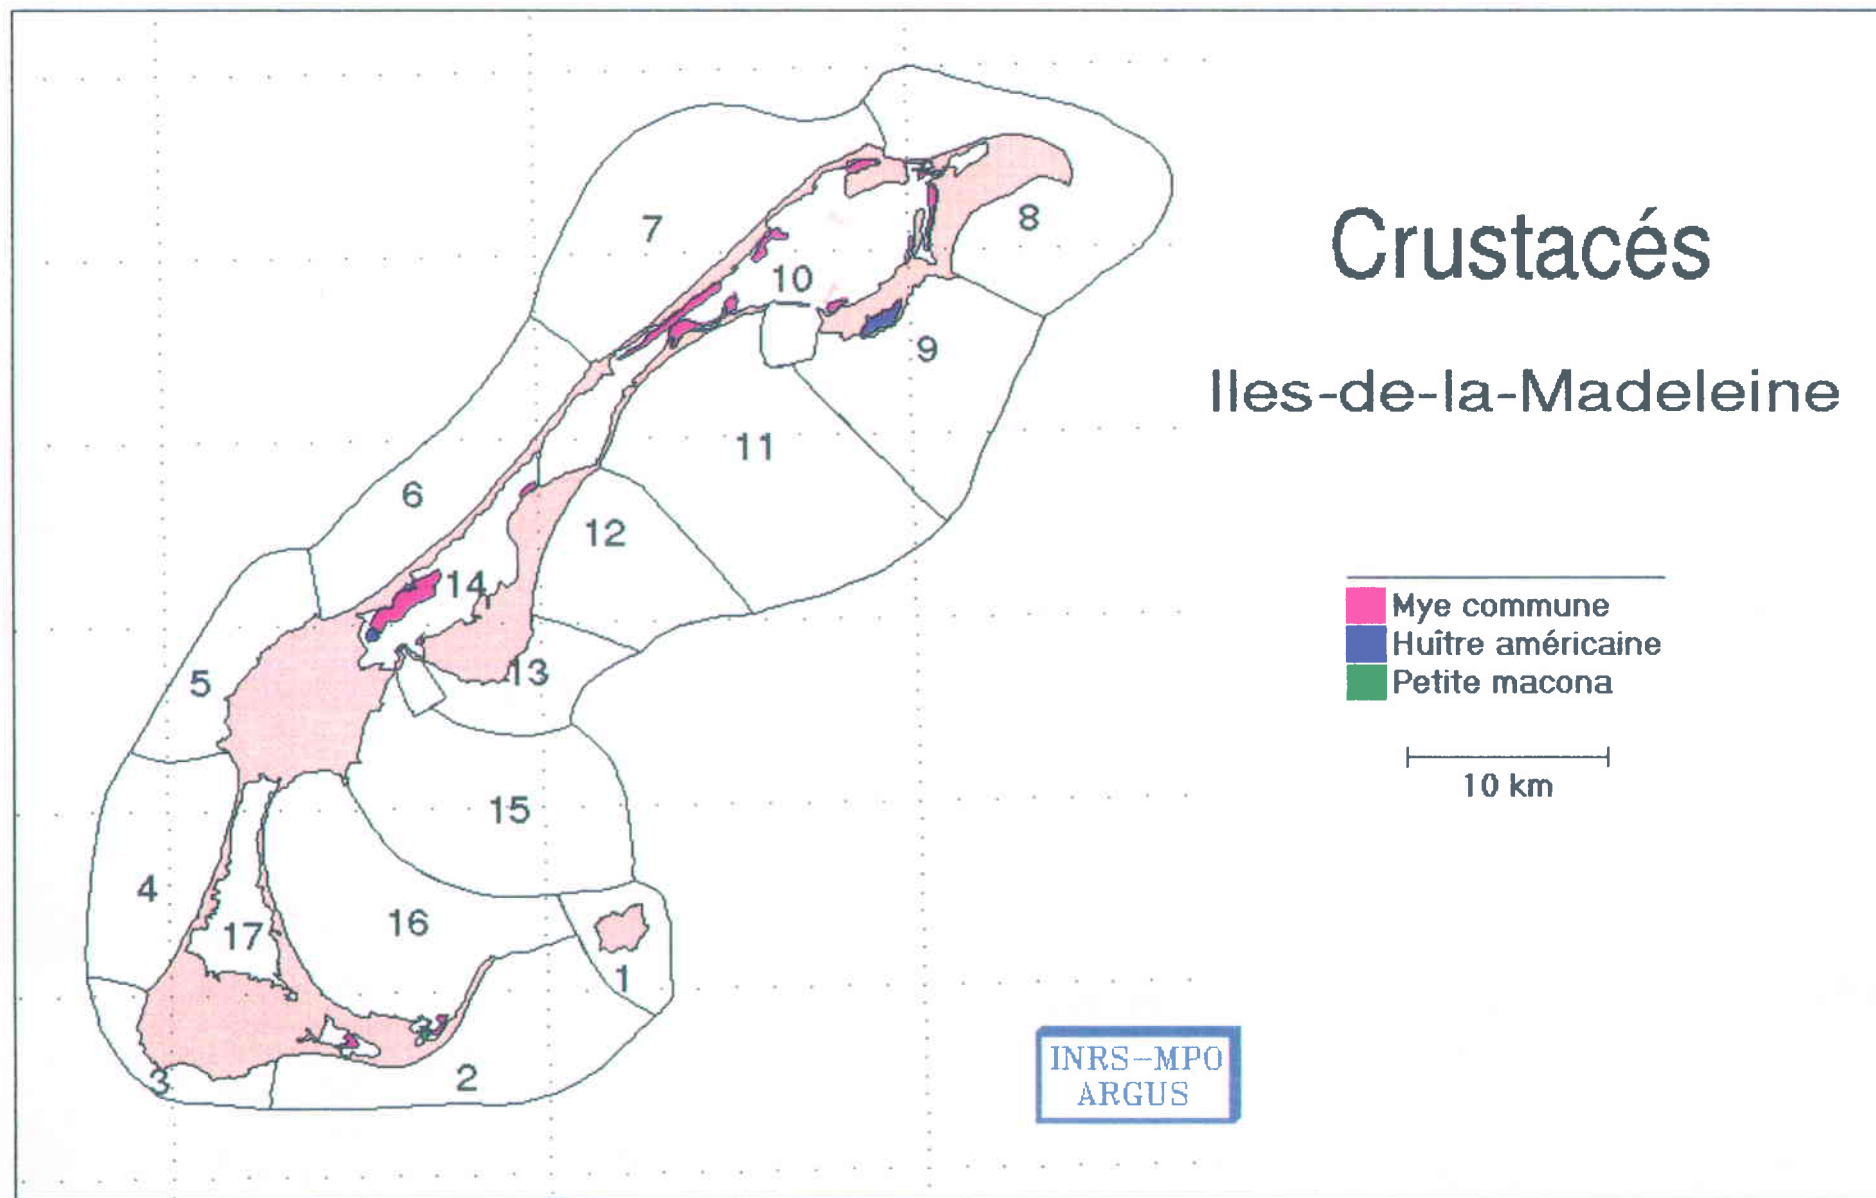 Crustacés
Iles-de-la-Madeleine
7
8
10
9
11
6
12
14
13
5
15
4
16
17
1
3
2
Mye commune
Huître américaine
Petite macona
10 km
INRS-MPO
ARGUS